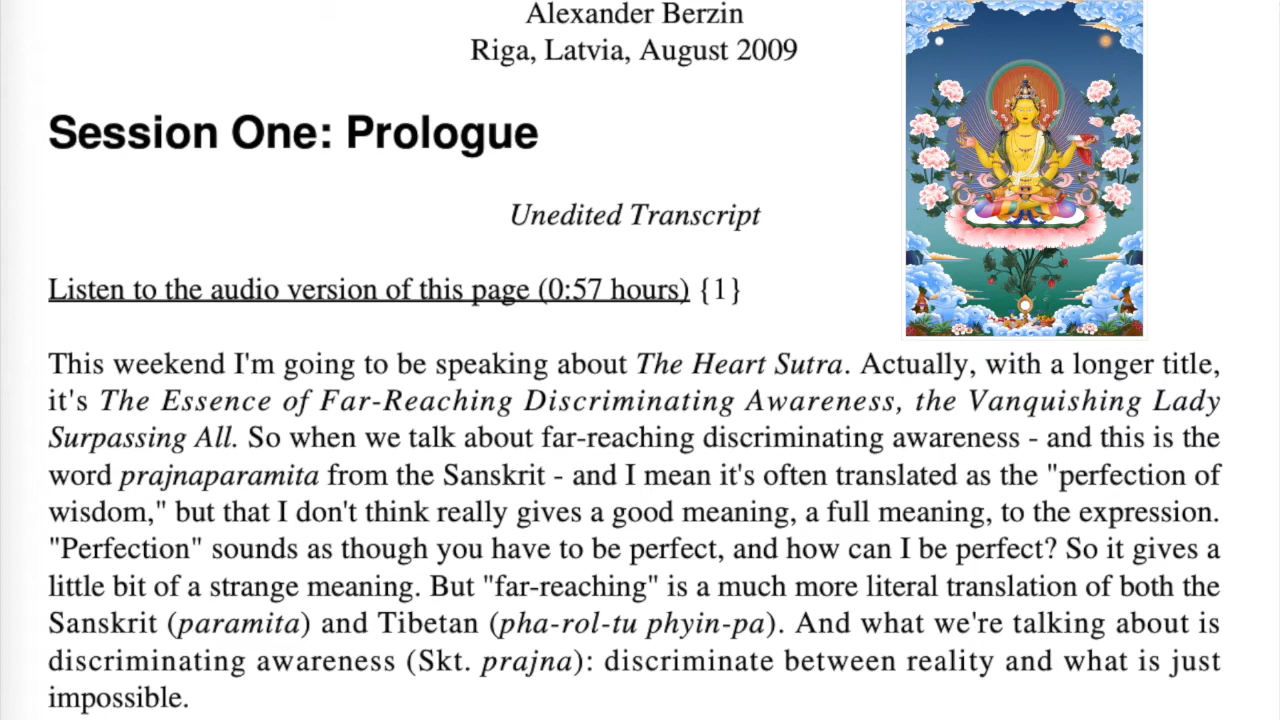 Alexander Berzin
Riga, Latvia, August 2009
Session One: Prologue
Unedited Transcript
Listen to the audio version of this page (0:57 hours) {1}
This weekend I'm going to be speaking about The Heart Sutra. Actually, with a longer title,
it's The Essence of Far-Reaching Discriminating Awareness, the Vanquishing Lady
Surpassing All. So when we talk about far-reaching discriminating awareness - and this is the
word prajnaparamita from the Sanskrit - and I mean it's often translated as the "perfection of
wisdom," but that I don't think really gives a good meaning, a full meaning, to the expression.
"Perfection" sounds as though you have to be perfect, and how can I be perfect? So it gives a
little bit of a strange meaning. But "far-reaching" is a much more literal translation of both the
Sanskrit (paramita) and Tibetan (pha-rol-tu phyin-pa). And what we're talking about is
discriminating awareness (Skt. prajna): discriminate between reality and what is just
impossible.